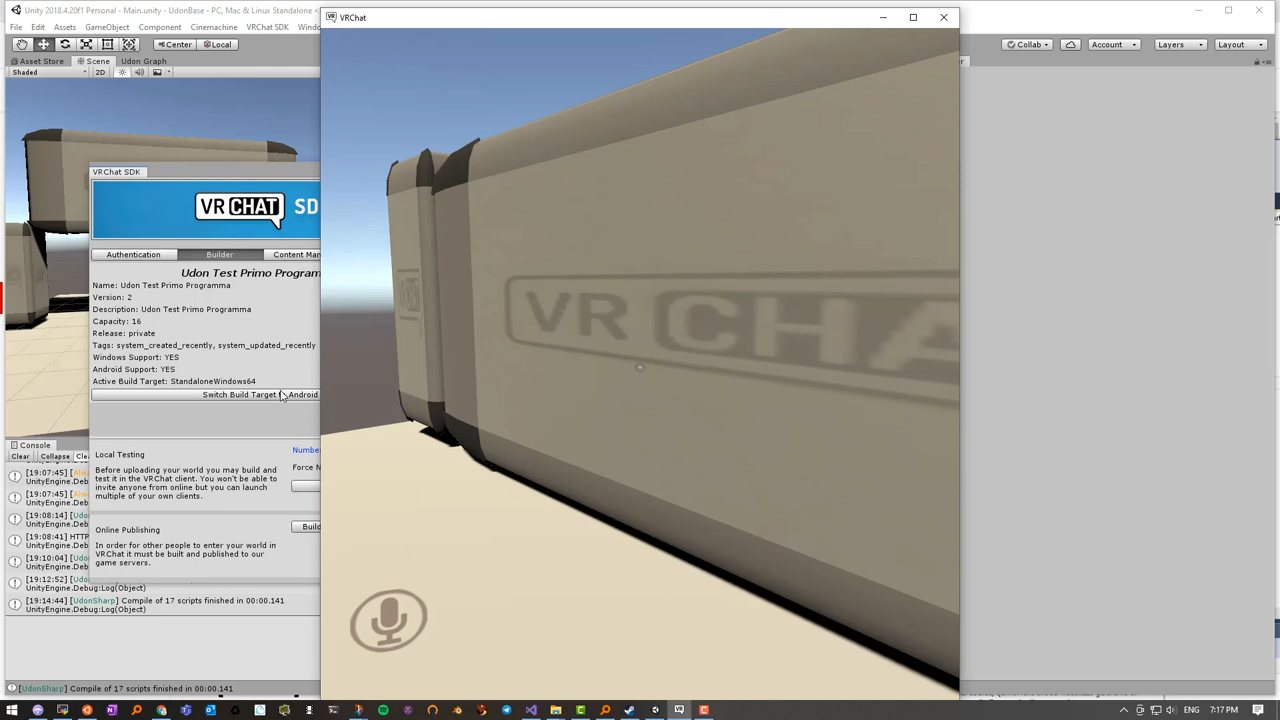 Unity 2018.4.20f1 Personal - Main.unity - UdonBase - PC, Mac & Linux Standalone
VRChat
File Edit Assets GameObject Component Cinemachine VRChat SDK
Center Local
Collab Account Layers Layout
Asset Store Scene Udon Graph
Shaded 2D
VRChat SDK
VR CHAT SD
Authentication Builder Content Man
Udon Test Primo Program
Name: Udon Test Primo Programma
Version: 2
Description: Udon Test Primo Programma
Capacity: 16
Release: private
Tags: system_created_recently, system_updated_recently
Windows Support: YES
Android Support: YES
Active Build Target: StandaloneWindows64
Switch Build Target Android
Local Testing
Numbe
Before uploading your world you may build and
test it in the VRChat client. You won't be able to
invite anyone from online but you can launch
multiple of your own clients.
Force N
Online Publishing
Build
In order for other people to enter your world in
VRChat it must be built and published to our
game servers.
Console
Clear Collapse
[19:07:45]
UnityEngine.Deb
[19:07:45]
UnityEngine.Deb
[19:08:14] [Udo
UnityEngine.Deb
[19:08:41] HTTP
UnityEngine.Deb
[19:10:04] [Udo
UnityEngine.Deb
[19:12:52] [Udo
UnityEngine.Debug:Log(Object)
[19:14:44] [UdonSharp] Compile of 17 scripts finished in 00:00.141
UnityEngine.Debug:Log(Object)
[UdonSharp] Compile of 17 scripts finished in 00:00.141
VR CHA
7:17 PM